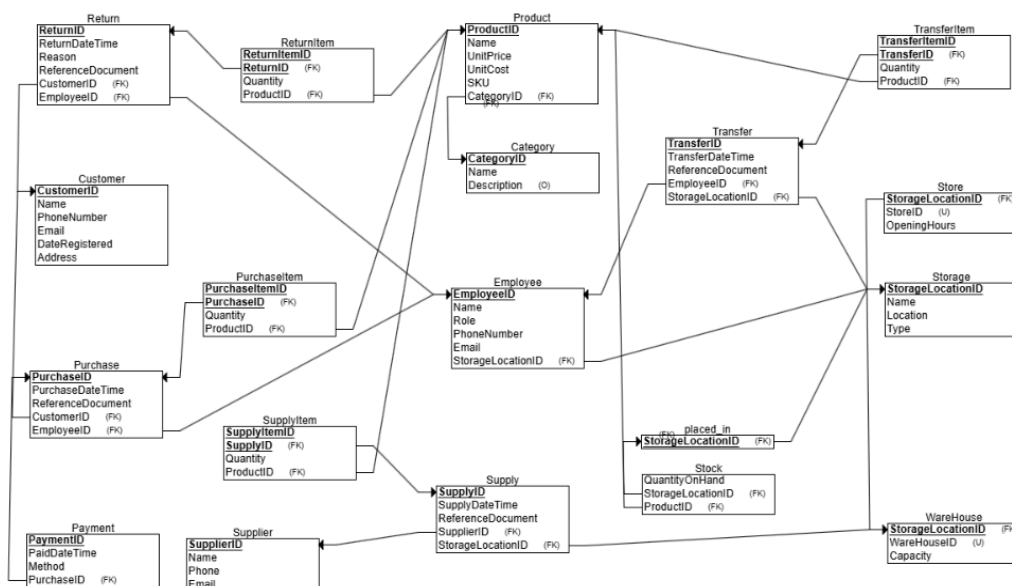 Return
ReturnID
ReturnDateTime
Reason
ReferenceDocument
CustomerID (FK)
EmployeeID (FK)
ReturnItem
ReturnItemID
ReturnID (FK)
Quantity
ProductID (FK)
Product
ProductID
Name
UnitPrice
UnitCost
SKU
CategoryID (FK)
(FK)
TransferItem
TransferItemID
TransferID (FK)
Quantity
ProductID (FK)
Category
CategoryID
Name
Description (O)
Transfer
TransferID
TransferDateTime
ReferenceDocument
EmployeeID (FK)
StorageLocationID (FK)
Customer
CustomerID
Name
PhoneNumber
Email
DateRegistered
Address
Store
StorageLocationID (FK)
StoreID (U)
OpeningHours
PurchaseItem
PurchaseItemID
PurchaseID (FK)
Quantity
ProductID (FK)
Employee
EmployeeID
Name
Role
PhoneNumber
Email
StorageLocationID (FK)
Storage
StorageLocationID
Name
Location
Type
Purchase
PurchaseID
PurchaseDateTime
ReferenceDocument
CustomerID (FK)
EmployeeID (FK)
SupplyItem
SupplyItemID
SupplyID (FK)
Quantity
ProductID (FK)
placed_in
(FK)
StorageLocationID (FK)
Stock
QuantityOnHand
StorageLocationID (FK)
ProductID (FK)
Supply
SupplyID
SupplyDateTime
ReferenceDocument
SupplierID (FK)
StorageLocationID (FK)
WareHouse
StorageLocationID (FK)
WareHouseID (U)
Capacity
Payment
PaymentID
PaidDateTime
Method
PurchaseID (FK)
Supplier
SupplierID
Name
Phone
Email